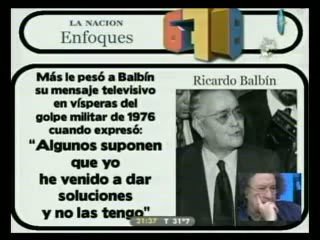 LA NACION
Enfoques
678
Más le pesó a Balbín
su mensaje televisivo
en vísperas del
golpe militar de 1976
cuando expresó:
"Algunos suponen
que yo
he venido a dar
soluciones
y no las tengo"
Ricardo Balbín
21:37 T 31°7